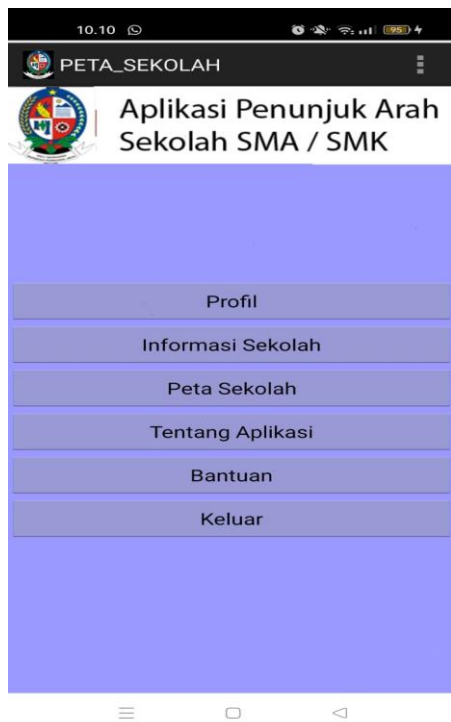 10.10
95
PETA_SEKOLAH
Aplikasi Penunjuk Arah
Sekolah SMA / SMK
Profil
Informasi Sekolah
Peta Sekolah
Tentang Aplikasi
Bantuan
Keluar